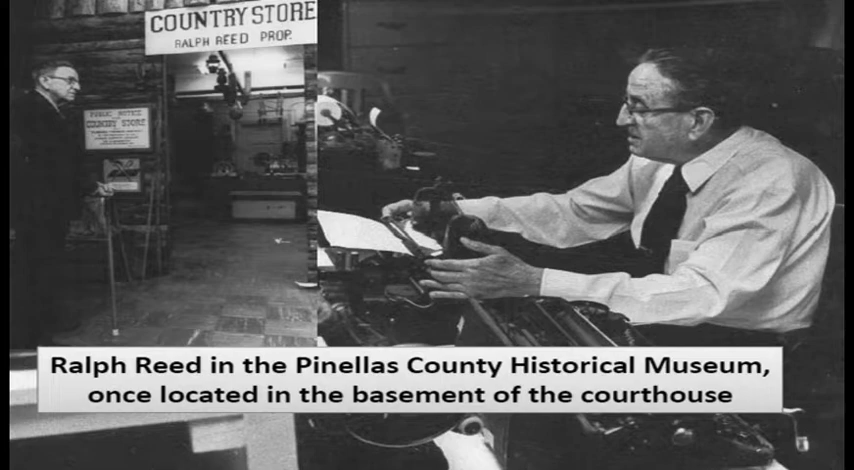 COUNTRY STORE
RALPH REED PROP.
PUBLIC NOTICE
COUNTRY STORE
Ralph Reed in the Pinellas County Historical Museum,
once located in the basement of the courthouse